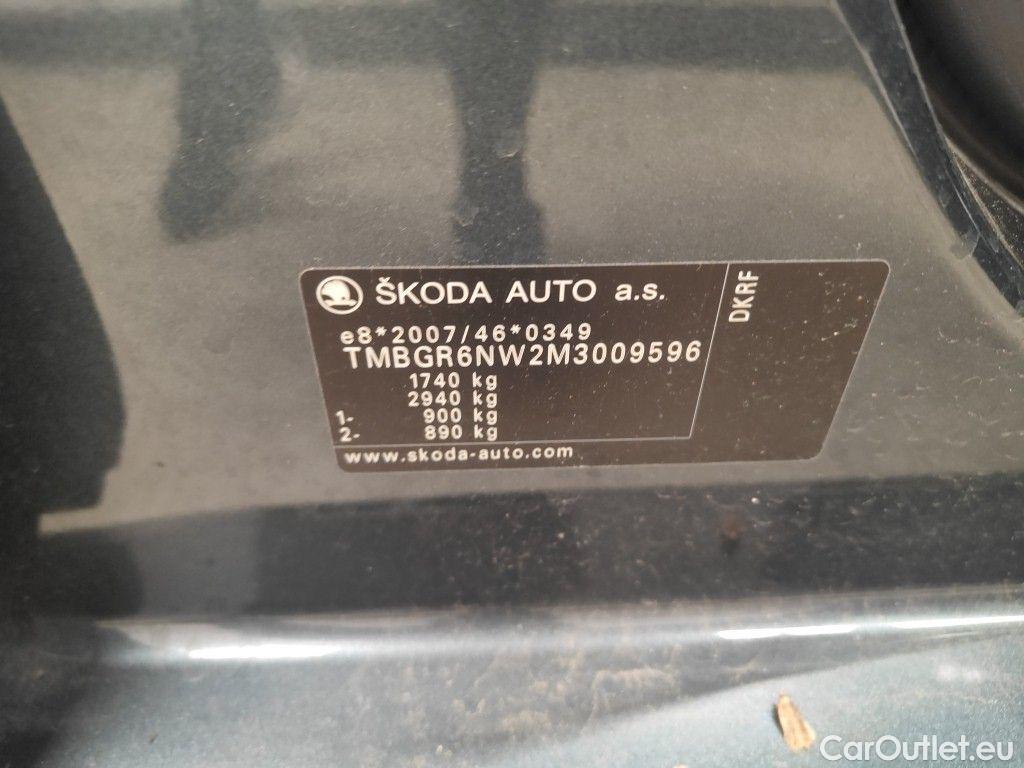 ŠKODA AUTO a.s.
e8*2007/46*0349
TMBGR6NW2M3009596
1740 kg
2940 kg
1- 900 kg
2- 890 kg
www.skoda-auto.com
DKRF
CarOutlet.eu